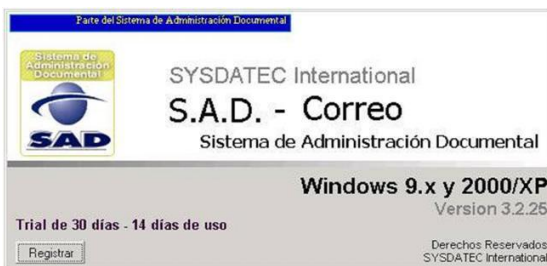 Parte del Sistema de Administración Documental
Sistema de
Administración
Documental
SAD
SYSDATEC International
S.A.D. - Correo
Sistema de Administración Documental
Windows 9.x y 2000/XP
Version 3.2.25
Trial de 30 días - 14 días de uso
Registrar
Derechos Reservados
SYSDATEC International